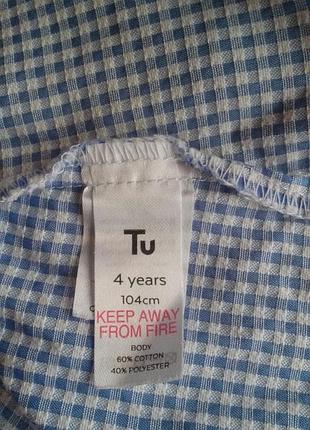 Tu
4 years
104cm
KEEP AWAY
FROM FIRE
BODY
60% COTTON
40% POLYESTER